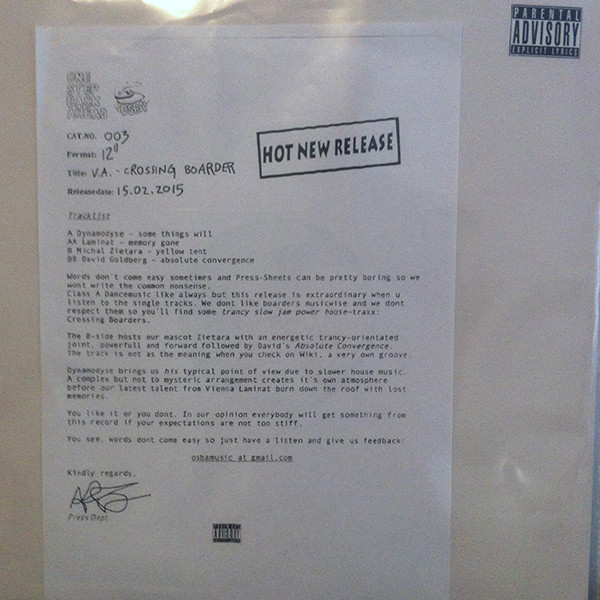 PARENTAL
ADVISORY
EXPLICIT LYRICS
ONE
STEP
BACK
AHEAD
CAT.NO. 003
Format: 12"
Title: V.A. - CROSSING BOARDER
Releasedate: 15.02.2015
HOT NEW RELEASE
Tracklist
A Dynamodyse - some things will
AA Laminat - memory gone
B Michal Zietara - yellow tent
BB David Goldberg - absolute convergence
Words don't come easy sometimes and Press-Sheets can be pretty boring so we
wont write the common nonsense.
Class A Dancemusic like always but this release is extraordinary when u
listen to the single tracks. We dont like boarders musicwise and we dont
respect them so you'll find some trancy slow jam power house-traxx:
Crossing Boarders.
The B-side hosts our mascot Zietara with an energetic trancy-orientated
joint, powerfull and forward followed by David's Absolute Convergence.
The track is not as the meaning when you check on Wiki, a very own groove.
Dynamodyse brings us his typical point of view due to slower house music.
A complex but not to mysteric arrangement creates it's own atmosphere
before our latest talent from Vienna Laminat burn down the roof with lost
memories.
You like it or you dont. In our opinion everybody will get something from
this record if your expectations are not too stiff.
You see, words dont come easy so just have a listen and give us feedback:
osbamusic at gmail.com
Kindly regards,
Press Dept.
PARENTAL
ADVISORY